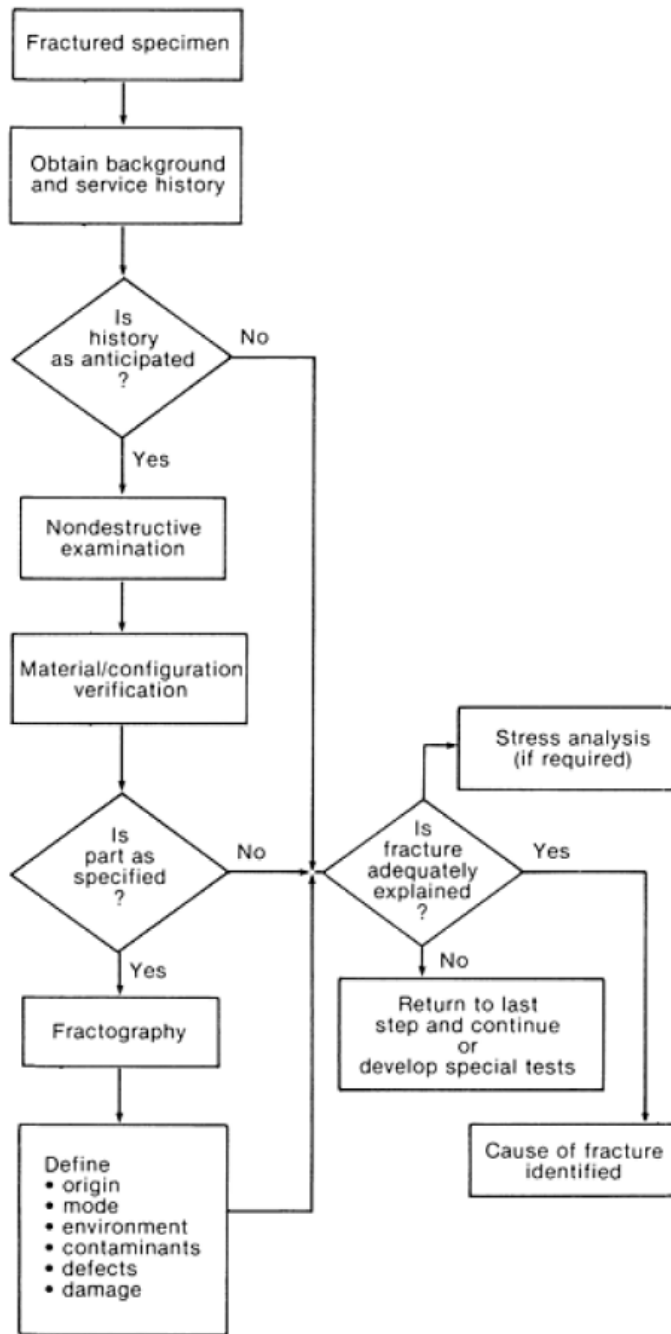 Fractured specimen
Obtain background
and service history
Is
history
as anticipated
?
No
Yes
Nondestructive
examination
Material/configuration
verification
Is
part as
specified
?
No
Yes
Fractography
Define
• origin
• mode
• environment
• contaminants
• defects
• damage
Stress analysis
(if required)
Is
fracture
adequately
explained
?
Yes
No
Return to last
step and continue
or
develop special tests
Cause of fracture
identified